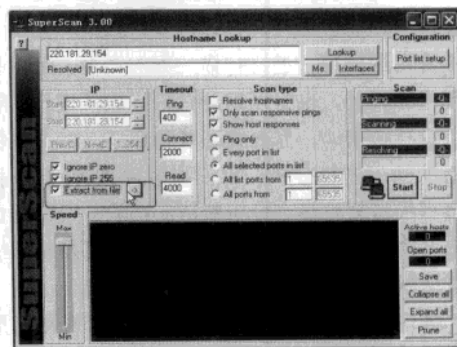 SuperScan 3.00
?
Hostname Lookup
220.181.29.154
Lookup
Resolved [Unknown]
Me Interfaces
Configuration
Port list setup
IP
Start 220.181.29.154
220.181.29.154
PrevC NextC 1..254
Ignore IP zero
Ignore IP 255
Extract from file
Timeout
Ping
400
Connect
2000
Read
4000
Scan type
Resolve hostnames
Only scan responsive pings
Show host responses
Ping only
Every port in list
All selected ports in list
All list ports from 1 65535
All ports from 1 65535
Scan
Pinging
0
0
Scanning
0
0
Resolving
0
0
Start Stop
Speed
Max
Min
Active hosts
0
Open ports
0
Save
Collapse all
Expand all
Prune
SuperScan